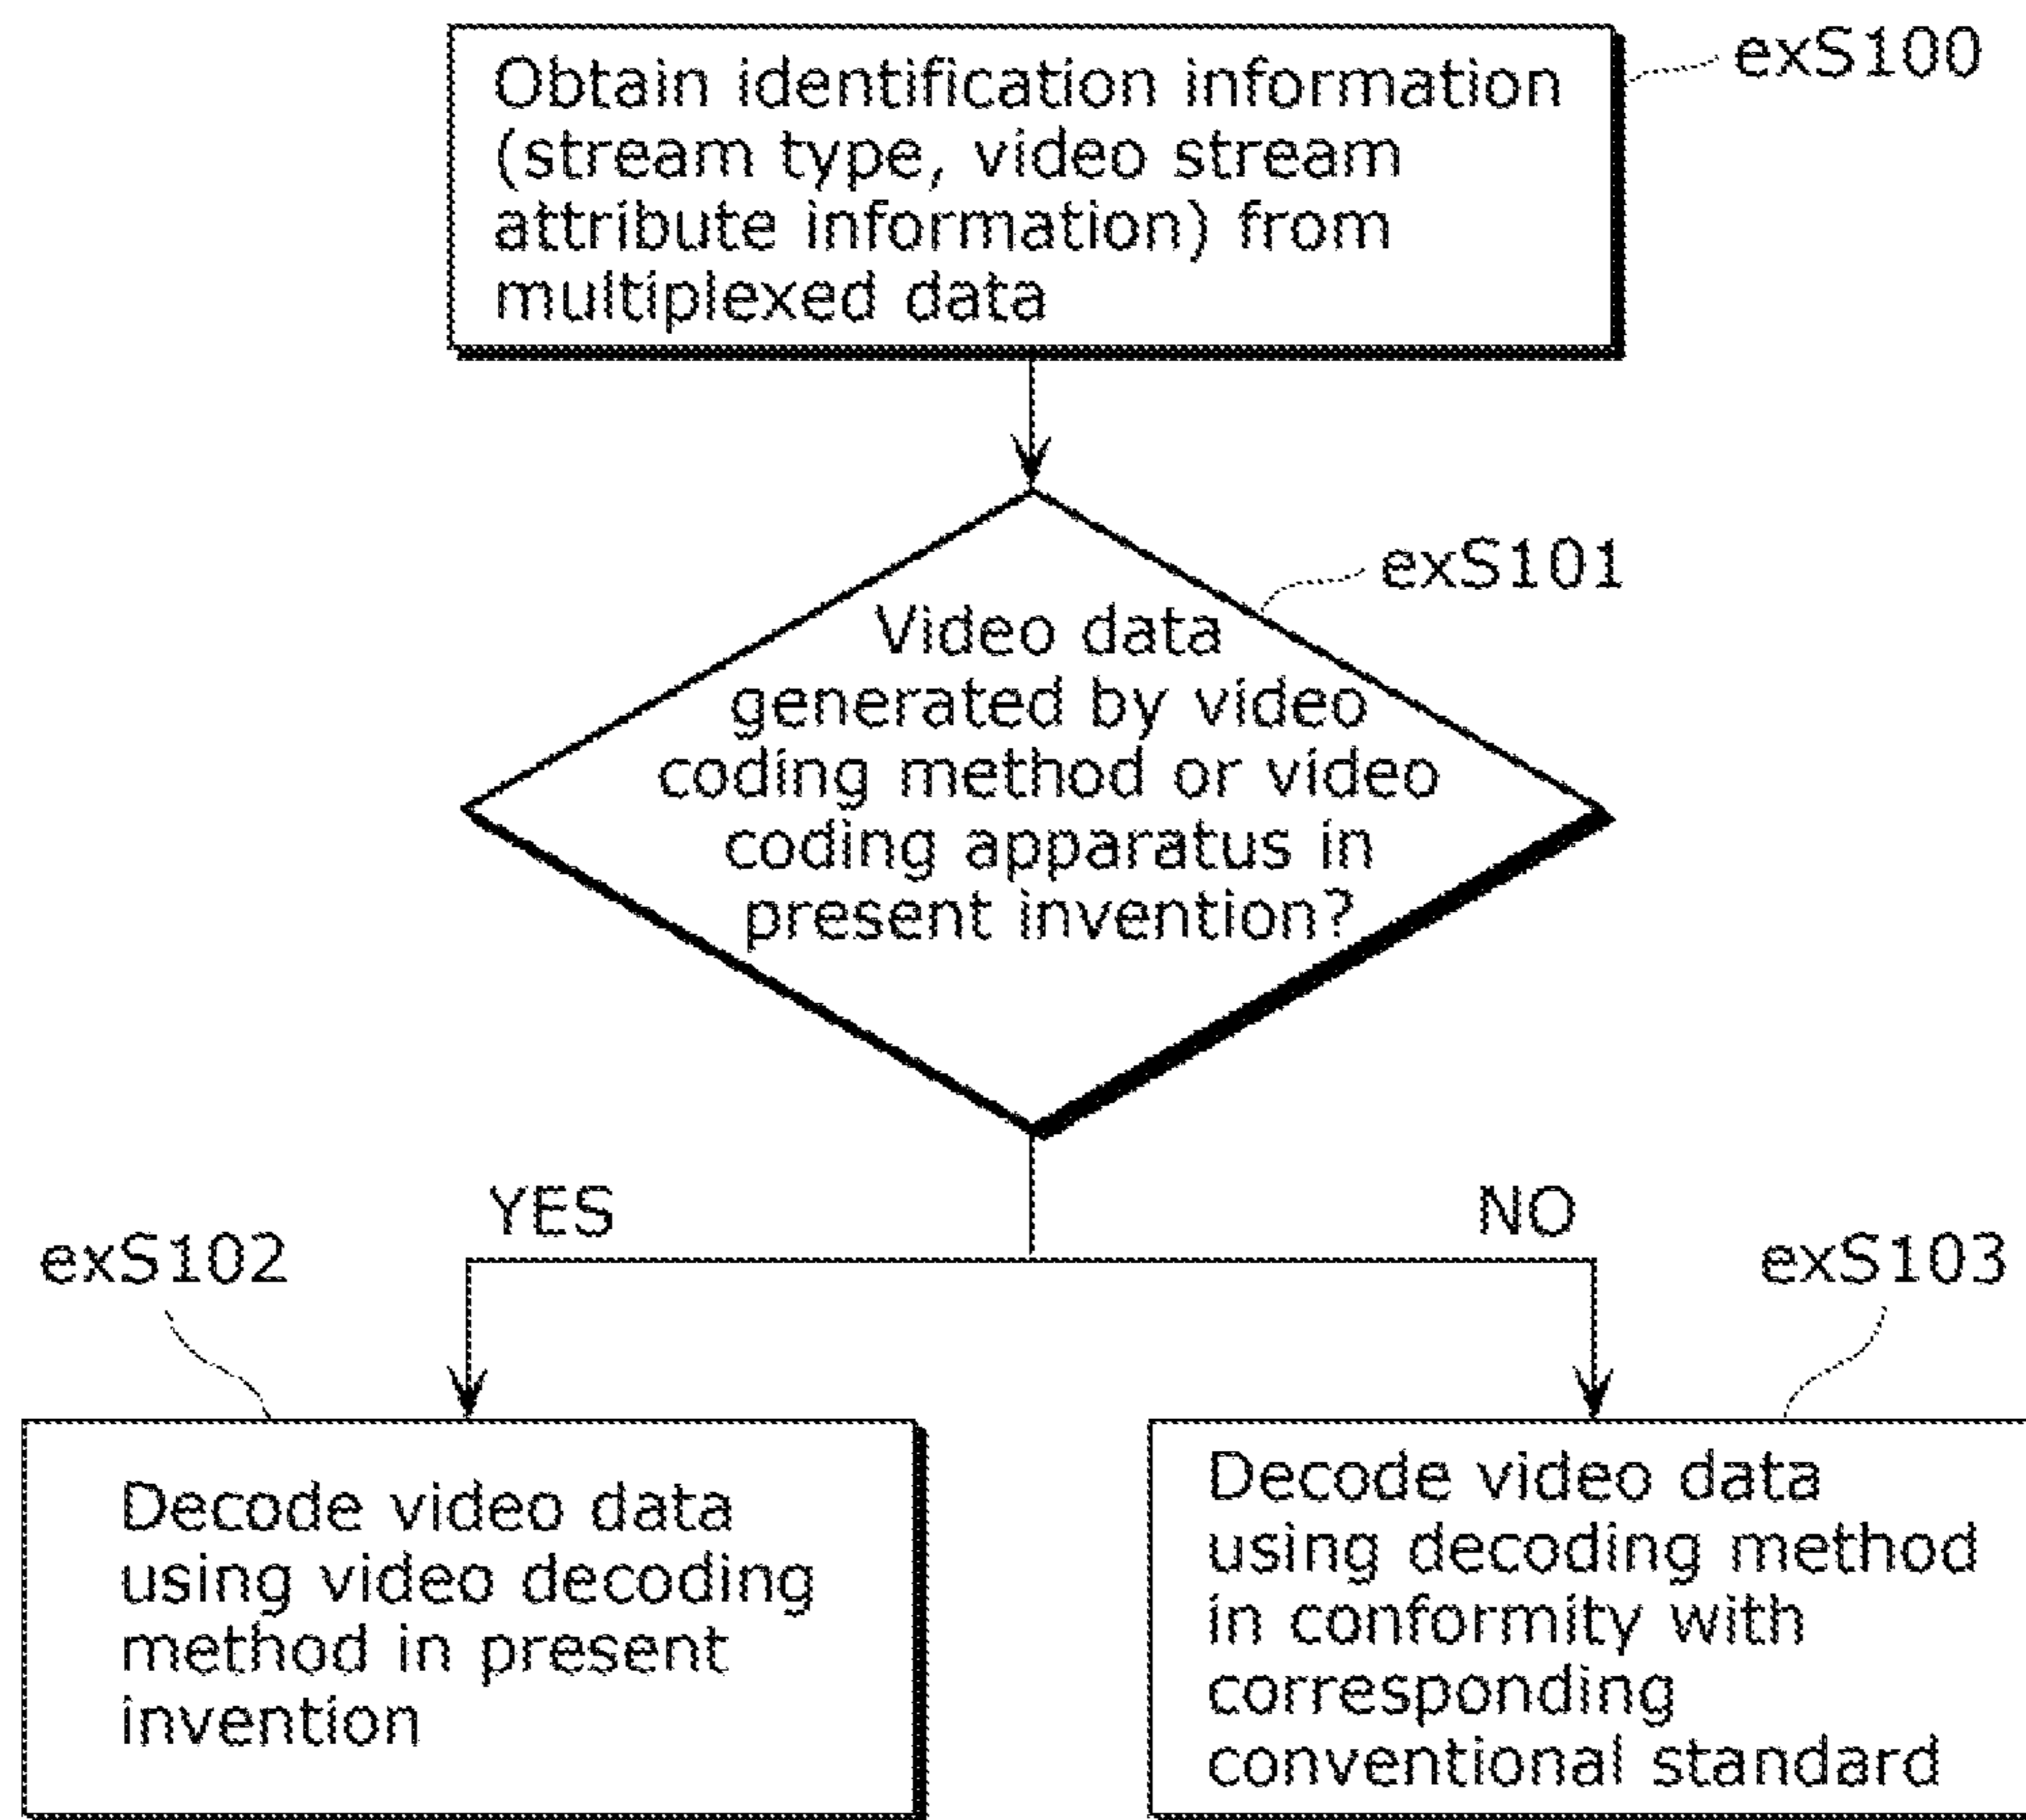 exS100
Obtain identification information
(stream type, video stream
attribute information) from
multiplexed data
exS101
Video data
generated by video
coding method or video
coding apparatus in
present invention?
YES
NO
exS102
exS103
Decode video data
using video decoding
method in present
invention
Decode video data
using decoding method
in conformity with
corresponding
conventional standard